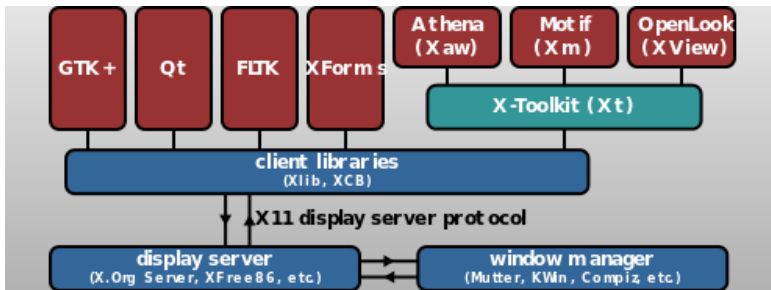 GTK+
Qt
FLTK
XForms
Athena
(Xaw)
Motif
(Xm)
OpenLook
(XView)
X-Toolkit (Xt)
client libraries
(Xlib, XCB)
X11 display server protocol
display server
(X.Org Server, XFree86, etc.)
window manager
(Mutter, KWin, Compiz, etc.)